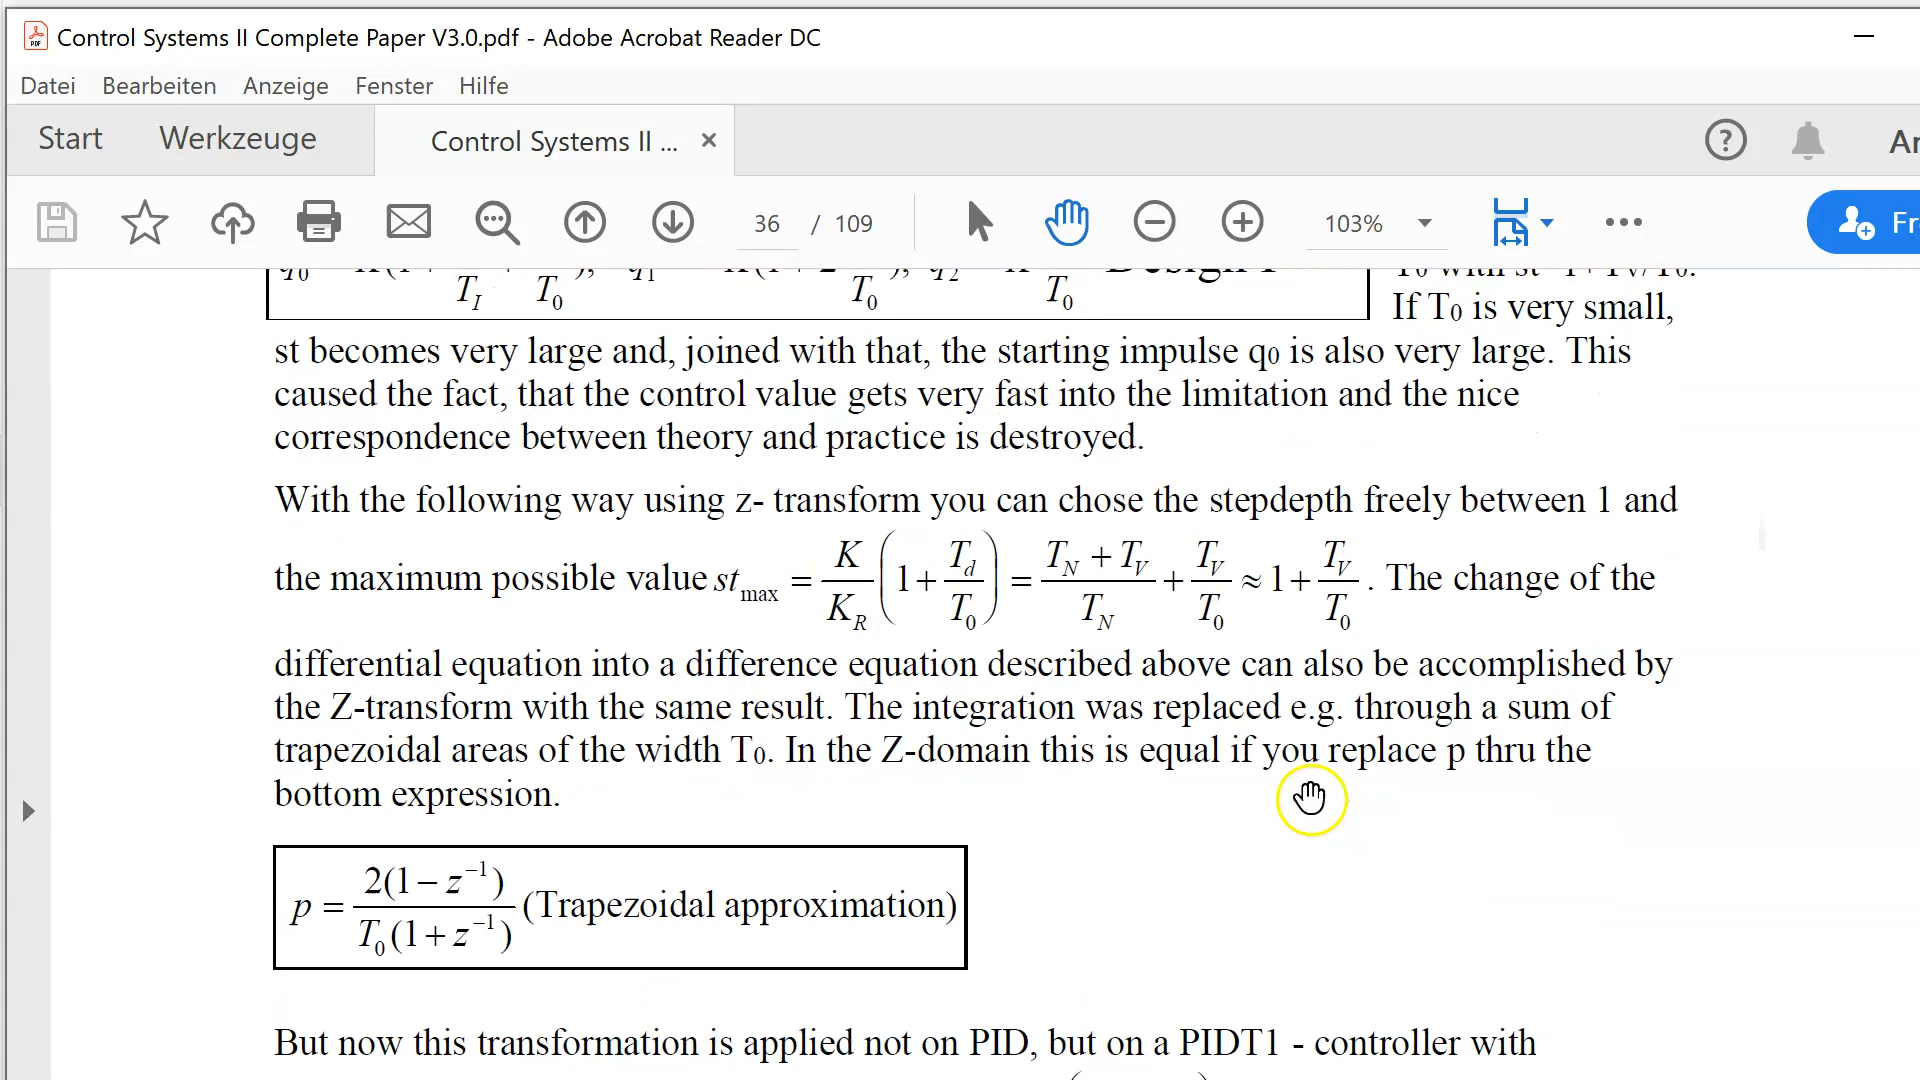 Control Systems II Complete Paper V3.0.pdf - Adobe Acrobat Reader DC
Datei Bearbeiten Anzeige Fenster Hilfe
Start Werkzeuge Control Systems II ...
36 / 109 103%
T_I T_0 T_0 T_0
If T0 is very small,
st becomes very large and, joined with that, the starting impulse q0 is also very large. This
caused the fact, that the control value gets very fast into the limitation and the nice
correspondence between theory and practice is destroyed.
With the following way using z- transform you can chose the stepdepth freely between 1 and
the maximum possible value st_max = K/K_R (1+ T_d/T_0) = (T_N + T_V)/T_N + T_V/T_0 ≈ 1+ T_V/T_0 . The change of the
differential equation into a difference equation described above can also be accomplished by
the Z-transform with the same result. The integration was replaced e.g. through a sum of
trapezoidal areas of the width T0. In the Z-domain this is equal if you replace p thru the
bottom expression.
p = 2(1− z^−1) / T_0(1+ z^−1) (Trapezoidal approximation)
But now this transformation is applied not on PID, but on a PIDT1 - controller with